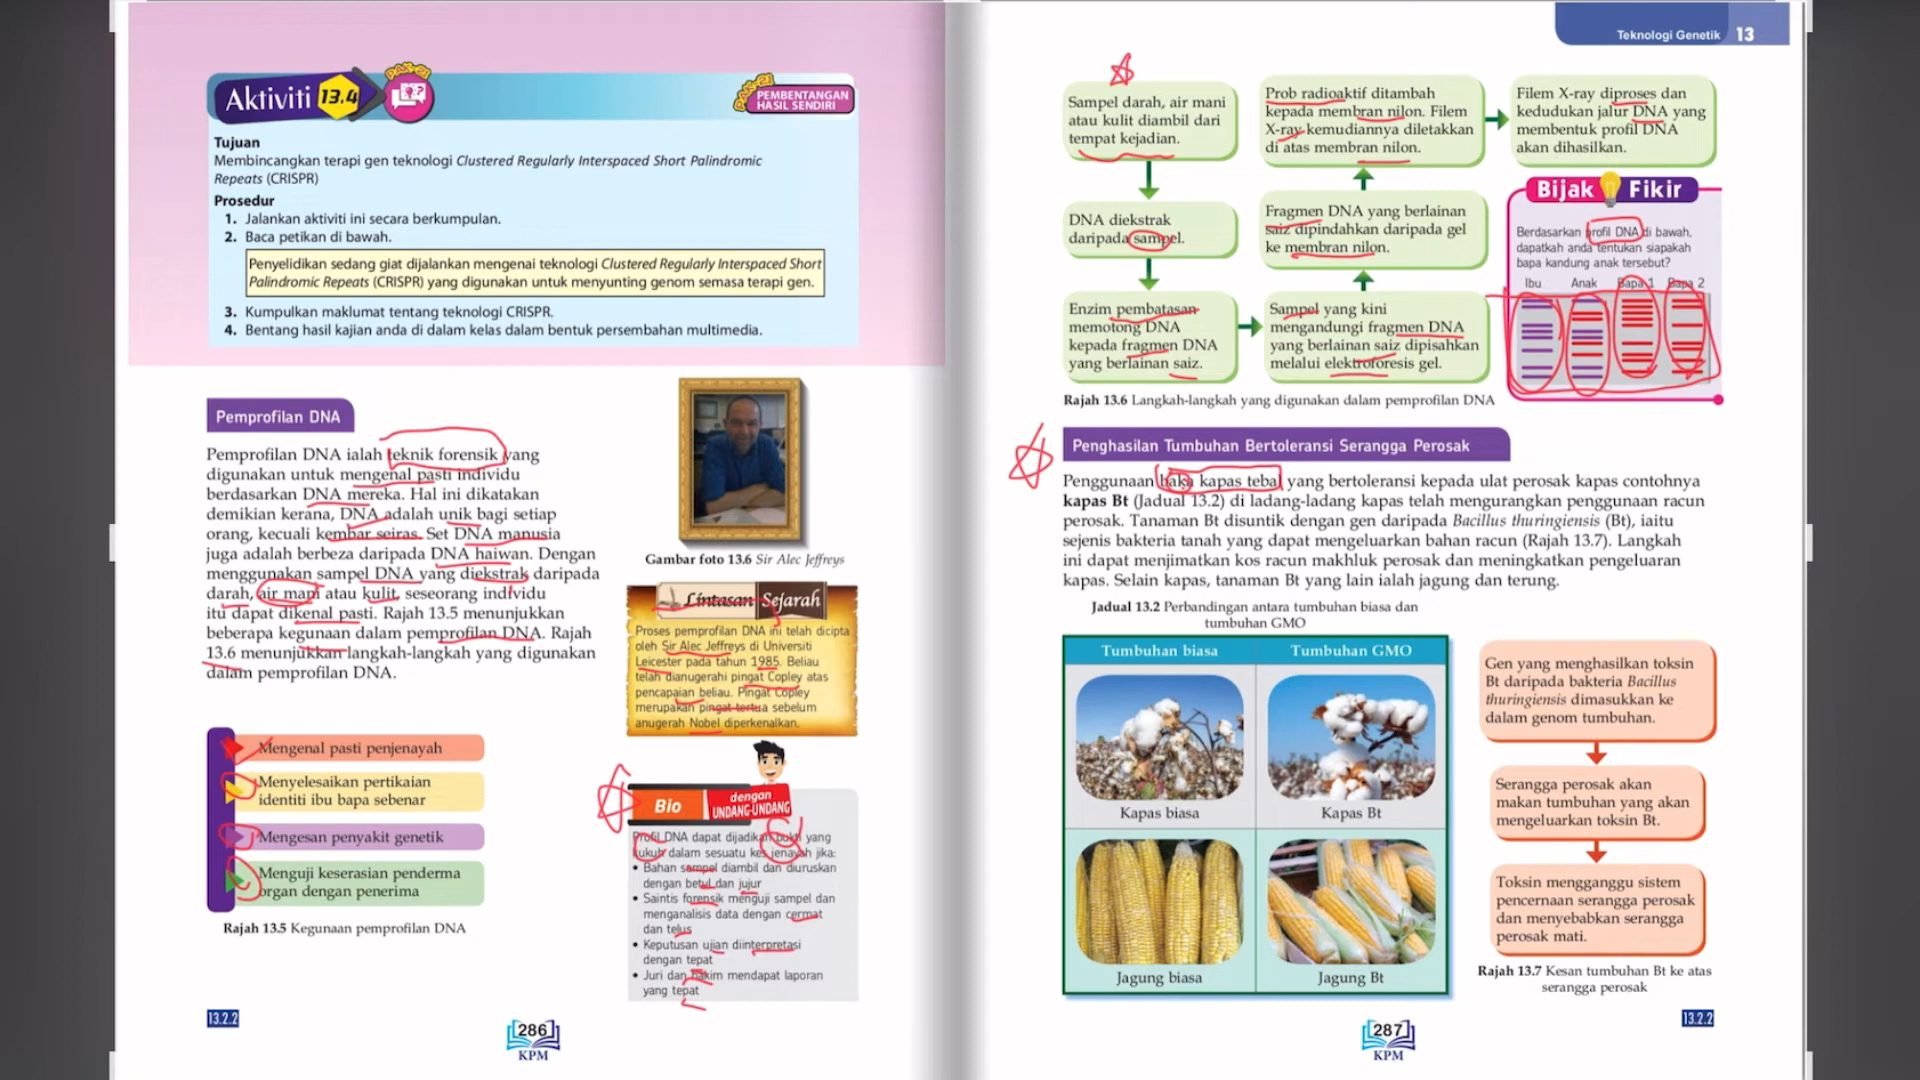 Aktiviti 13.4
PAK-21
PAK-21
PEMBENTANGAN
HASIL SENDIRI
Tujuan
Membincangkan terapi gen teknologi Clustered Regularly Interspaced Short Palindromic
Repeats (CRISPR)
Prosedur
1. Jalankan aktiviti ini secara berkumpulan.
2. Baca petikan di bawah.
Penyelidikan sedang giat dijalankan mengenai teknologi Clustered Regularly Interspaced Short
Palindromic Repeats (CRISPR) yang digunakan untuk menyunting genom semasa terapi gen.
3. Kumpulkan maklumat tentang teknologi CRISPR.
4. Bentang hasil kajian anda di dalam kelas dalam bentuk persembahan multimedia.
Pemprofilan DNA
Pemprofilan DNA ialah teknik forensik yang
digunakan untuk mengenal pasti individu
berdasarkan DNA mereka. Hal ini dikatakan
demikian kerana, DNA adalah unik bagi setiap
orang, kecuali kembar seiras. Set DNA manusia
juga adalah berbeza daripada DNA haiwan. Dengan
menggunakan sampel DNA yang diekstrak daripada
darah, air mani atau kulit, seseorang individu
itu dapat dikenal pasti. Rajah 13.5 menunjukkan
beberapa kegunaan dalam pemprofilan DNA. Rajah
13.6 menunjukkan langkah-langkah yang digunakan
dalam pemprofilan DNA.
Mengenal pasti penjenayah
Menyelesaikan pertikaian
identiti ibu bapa sebenar
Mengesan penyakit genetik
Menguji keserasian penderma
organ dengan penerima
Rajah 13.5 Kegunaan pemprofilan DNA
Gambar foto 13.6 Sir Alec Jeffreys
Lintasan Sejarah
Proses pemprofilan DNA ini telah dicipta
oleh Sir Alec Jeffreys di Universiti
Leicester pada tahun 1985. Beliau
telah dianugerahi pingat Copley atas
pencapaian beliau. Pingat Copley
merupakan pingat tertua sebelum
anugerah Nobel diperkenalkan.
Bio dengan
UNDANG-UNDANG
Profil DNA dapat dijadikan bukti yang
kukuh dalam sesuatu kes jenayah jika:
• Bahan sampel diambil dan diuruskan
dengan betul dan jujur
• Saintis forensik menguji sampel dan
menganalisis data dengan cermat
dan telus
• Keputusan ujian diinterpretasi
dengan tepat
• Juri dan hakim mendapat laporan
yang tepat
13.2.2
286
KPM
Teknologi Genetik 13
Sampel darah, air mani
atau kulit diambil dari
tempat kejadian.
DNA diekstrak
daripada sampel.
Enzim pembatasan
memotong DNA
kepada fragmen DNA
yang berlainan saiz.
Sampel yang kini
mengandungi fragmen DNA
yang berlainan saiz dipisahkan
melalui elektroforesis gel.
Fragmen DNA yang berlainan
saiz dipindahkan daripada gel
ke membran nilon.
Prob radioaktif ditambah
kepada membran nilon. Filem
X-ray kemudiannya diletakkan
di atas membran nilon.
Filem X-ray diproses dan
kedudukan jalur DNA yang
membentuk profil DNA
akan dihasilkan.
Rajah 13.6 Langkah-langkah yang digunakan dalam pemprofilan DNA
Bijak Fikir
Berdasarkan profil DNA di bawah,
dapatkah anda tentukan siapakah
bapa kandung anak tersebut?
Ibu Anak Bapa 1 Bapa 2
Penghasilan Tumbuhan Bertoleransi Serangga Perosak
Penggunaan baka kapas tebal yang bertoleransi kepada ulat perosak kapas contohnya
kapas Bt (Jadual 13.2) di ladang-ladang kapas telah mengurangkan penggunaan racun
perosak. Tanaman Bt disuntik dengan gen daripada Bacillus thuringiensis (Bt), iaitu
sejenis bakteria tanah yang dapat mengeluarkan bahan racun (Rajah 13.7). Langkah
ini dapat menjimatkan kos racun makhluk perosak dan meningkatkan pengeluaran
kapas. Selain kapas, tanaman Bt yang lain ialah jagung dan terung.
Jadual 13.2 Perbandingan antara tumbuhan biasa dan
tumbuhan GMO
Tumbuhan biasa Tumbuhan GMO
Kapas biasa Kapas Bt
Jagung biasa Jagung Bt
Gen yang menghasilkan toksin
Bt daripada bakteria Bacillus
thuringiensis dimasukkan ke
dalam genom tumbuhan.
Serangga perosak akan
makan tumbuhan yang akan
mengeluarkan toksin Bt.
Toksin mengganggu sistem
pencernaan serangga perosak
dan menyebabkan serangga
perosak mati.
Rajah 13.7 Kesan tumbuhan Bt ke atas
serangga perosak
13.2.2
287
KPM